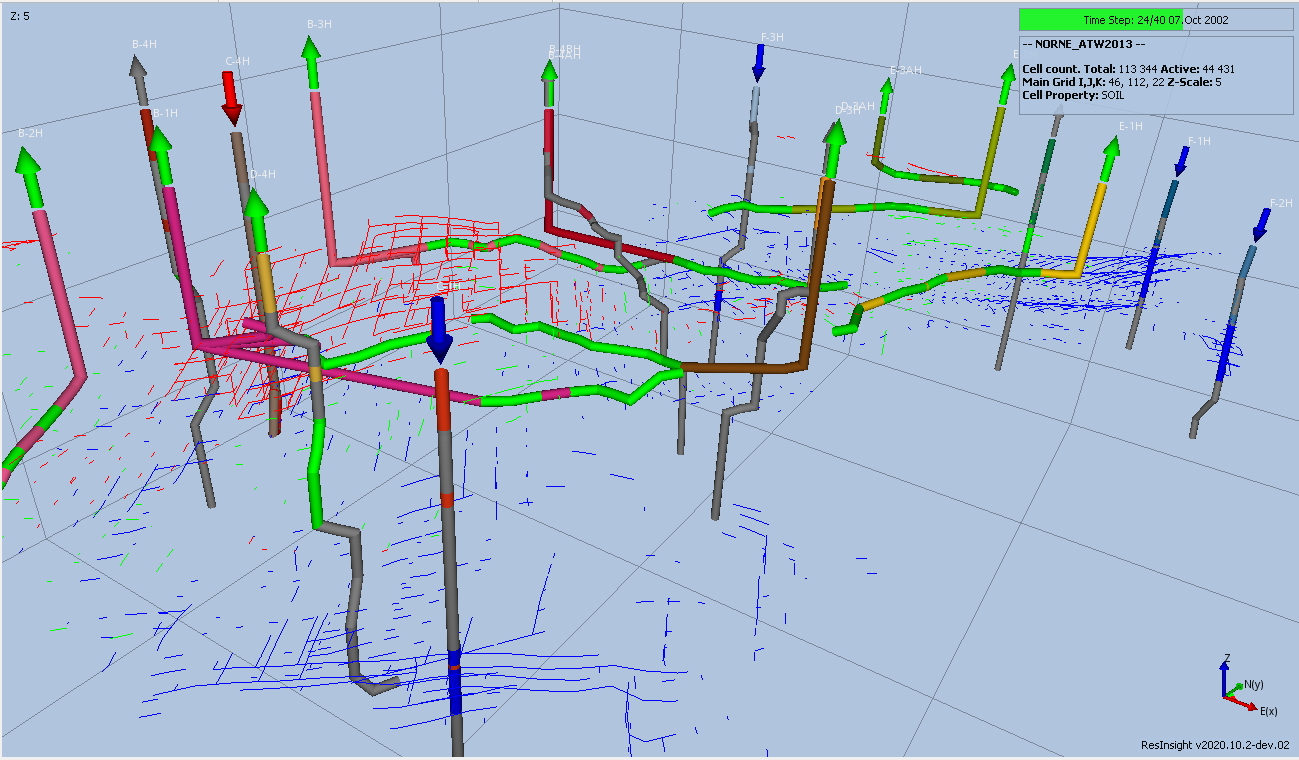 Z: 5
B-3H
Time Step: 24/40 07.Oct 2002
F-3H
B-4H
B-4BH
B-4AH
-- NORNE_ATW2013 --
C-4H
E-3AH
Cell count. Total: 113 344 Active: 44 431
Main Grid I,J,K: 46, 112, 22 Z-Scale: 5
Cell Property: SOIL
B-1H
D-3AH
D-3H
E-1H
B-2H
F-1H
D-4H
F-2H
Z
N(y)
E(x)
ResInsight v2020.10.2-dev.02